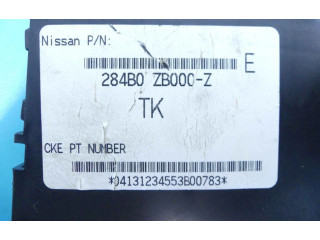 Nissan P/N:
E
284B0 ZB000-Z
TK
CKE PT NUMBER
*04131234553B00783*